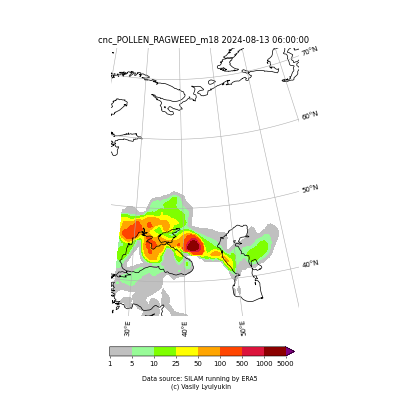 cnc_POLLEN_RAGWEED_m18 2024-08-13 06:00:00
70°N
60°N
50°N
40°N
30°E
40°E
50°E
1 5 10 25 50 100 500 1000 5000
Data source: SILAM running by ERA5
(c) Vasily Lyulyukin